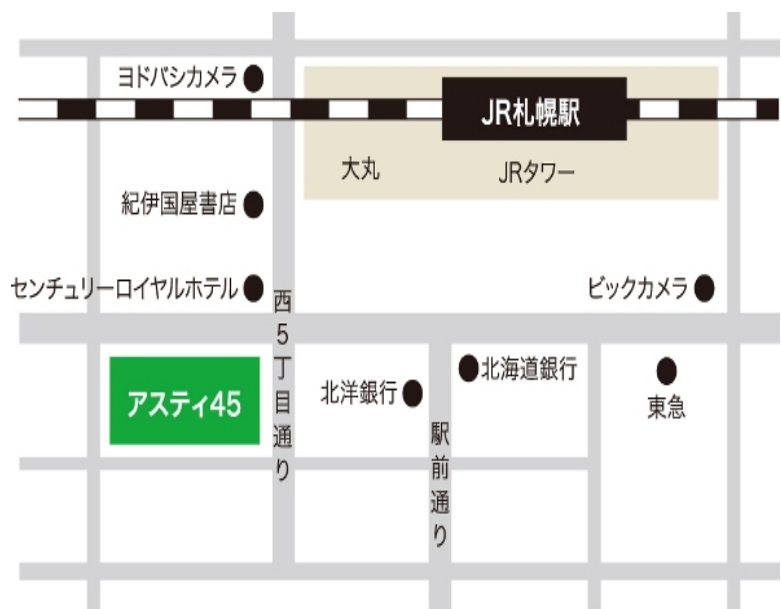 ヨドバシカメラ
JR札幌駅
大丸
JRタワー
紀伊国屋書店
センチュリーロイヤルホテル
ビックカメラ
西5丁目通り
アスティ45
北洋銀行
北海道銀行
東急
駅前通り